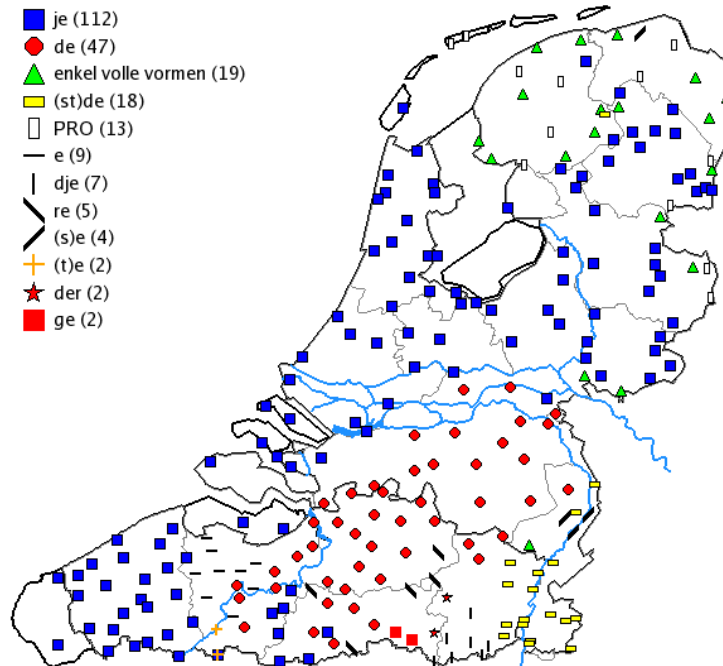 je (112)
de (47)
enkel volle vormen (19)
(st)de (18)
PRO (13)
e (9)
dje (7)
re (5)
(s)e (4)
(t)e (2)
der (2)
ge (2)